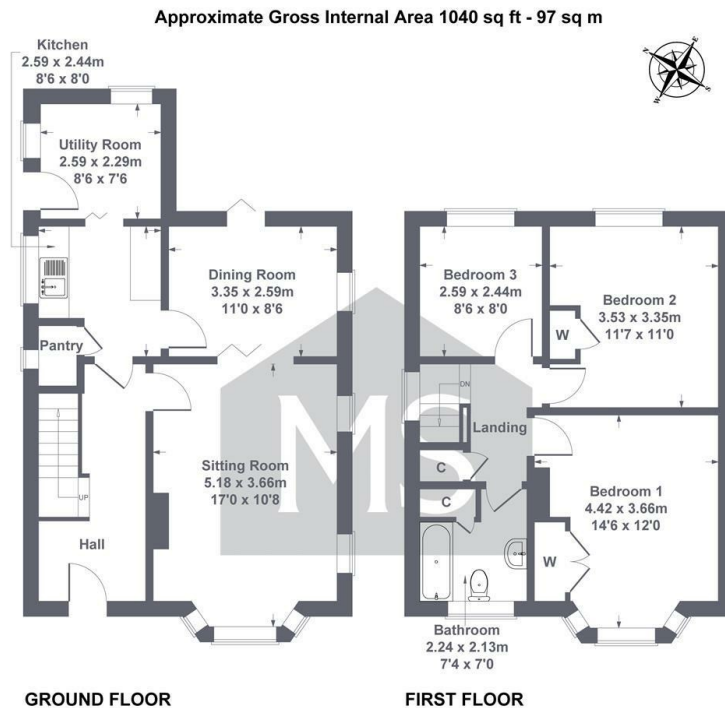 Approximate Gross Internal Area 1040 sq ft - 97 sq m
Kitchen
2.59 x 2.44m
8'6 x 8'0
N
E
S
W
Utility Room
2.59 x 2.29m
8'6 x 7'6
Dining Room
3.35 x 2.59m
11'0 x 8'6
Pantry
Sitting Room
5.18 x 3.66m
17'0 x 10'8
UP
Hall
MS
Bedroom 3
2.59 x 2.44m
8'6 x 8'0
Bedroom 2
3.53 x 3.35m
11'7 x 11'0
W
DN
Landing
C
C
Bedroom 1
4.42 x 3.66m
14'6 x 12'0
W
Bathroom
2.24 x 2.13m
7'4 x 7'0
GROUND FLOOR
FIRST FLOOR